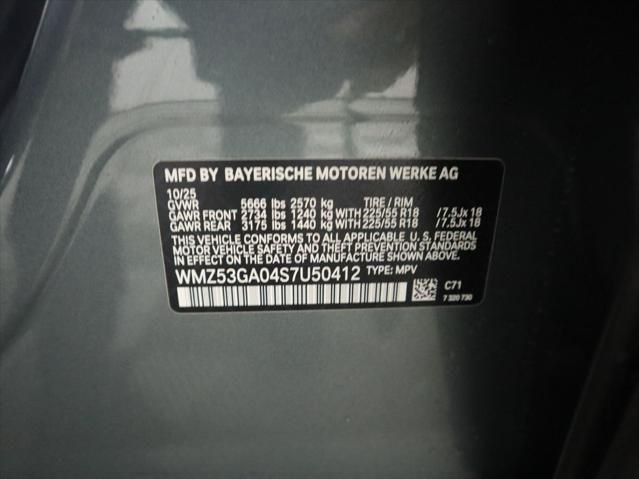 MFD BY BAYERISCHE MOTOREN WERKE AG
10/25
GVWR 5666 lbs 2570 kg TIRE / RIM
GAWR FRONT 2734 lbs 1240 kg WITH 225/55 R18 /7.5Jx18
GAWR REAR 3175 lbs 1440 kg WITH 225/55 R18 /7.5Jx18
THIS VEHICLE CONFORMS TO ALL APPLICABLE U. S. FEDERAL
MOTOR VEHICLE SAFETY AND THEFT PREVENTION STANDARDS
IN EFFECT ON THE DATE OF MANUFACTURE SHOWN ABOVE.
WMZ53GA04S7U50412 TYPE: MPV
C71
7 320 730